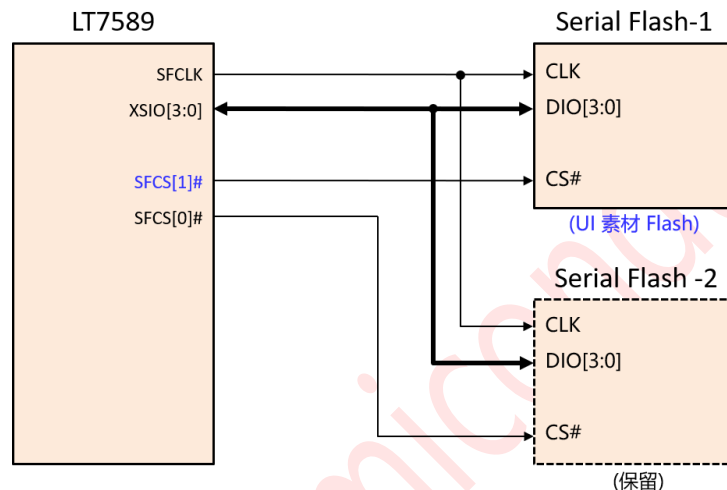 LT7589
SFCLK
XSIO[3:0]
SFCS[1]#
SFCS[0]#
Serial Flash-1
CLK
DIO[3:0]
CS#
(UI 素材 Flash)
Serial Flash -2
CLK
DIO[3:0]
CS#
(保留)